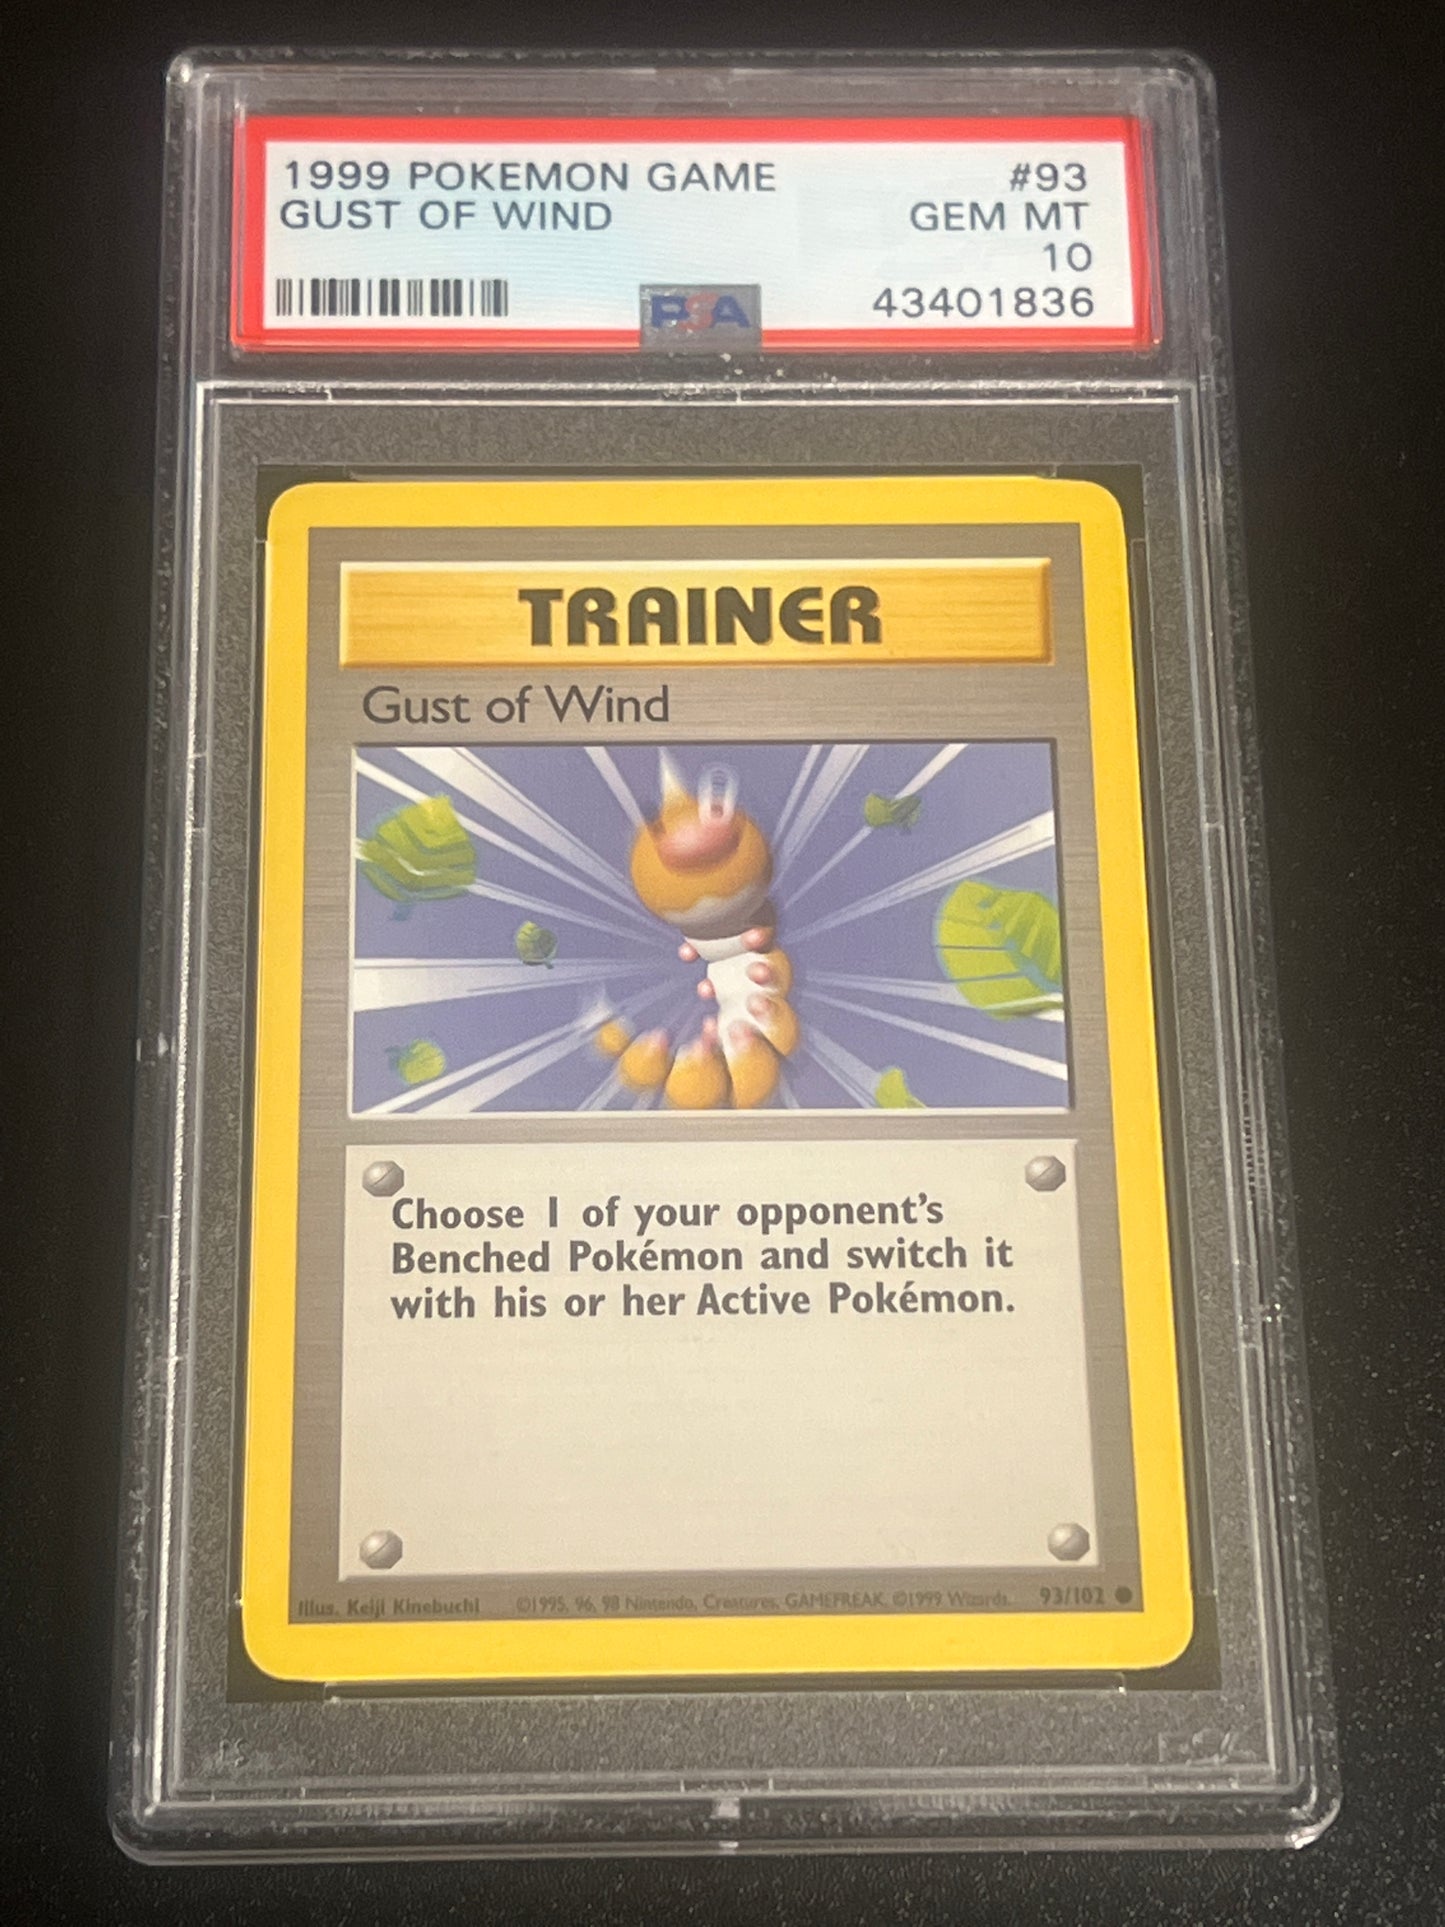 1999 POKEMON GAME #93
GUST OF WIND GEM MT
10
PSA 43401836
TRAINER
Gust of Wind
Choose 1 of your opponent's
Benched Pokémon and switch it
with his or her Active Pokémon.
Illus. Keiji Kinebuchi ©1995, 96, 98 Nintendo, Creatures, GAMEFREAK. ©1999 Wizards. 93/102